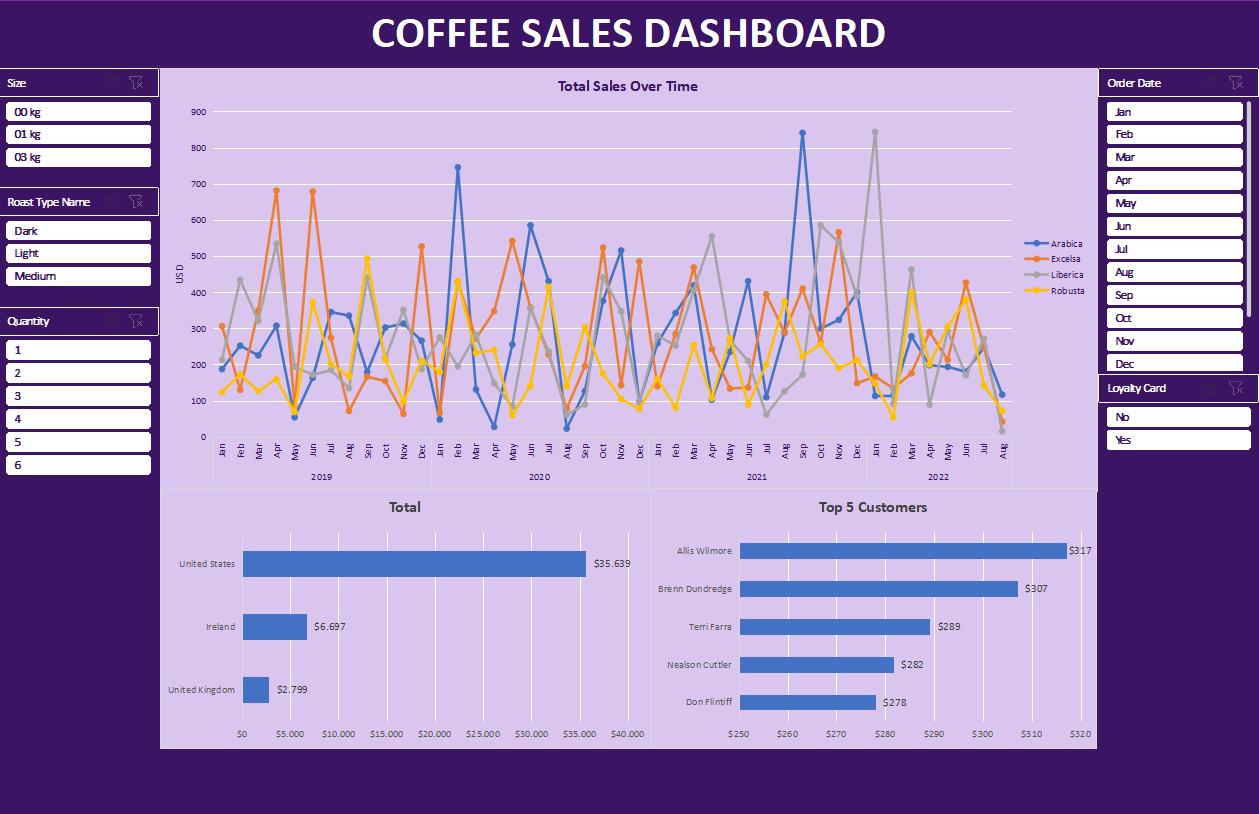 COFFEE SALES DASHBOARD
Size
00 kg
01 kg
03 kg
Roast Type Name
Dark
Light
Medium
Quantity
1
2
3
4
5
6
Total Sales Over Time
900
800
700
600
500
400
300
200
100
0
USD
Jan Feb Mar Apr May Jun Jul Aug Sep Oct Nov Dec Jan Feb Mar Apr May Jun Jul Aug Sep Oct Nov Dec Jan Feb Mar Apr May Jun Jul Aug Sep Oct Nov Dec Jan Feb Mar Apr May Jun Jul Aug
2019 2020 2021 2022
Arabica
Excelsa
Liberica
Robusta
Total
United States $35.639
Ireland $6.697
United Kingdom $2.799
$0 $5.000 $10.000 $15.000 $20.000 $25.000 $30.000 $35.000 $40.000
Top 5 Customers
Allis Wilmore $317
Brenn Dundredge $307
Terri Farra $289
Nealson Cuttler $282
Don Flintiff $278
$250 $260 $270 $280 $290 $300 $310 $320
Order Date
Jan
Feb
Mar
Apr
May
Jun
Jul
Aug
Sep
Oct
Nov
Dec
Loyalty Card
No
Yes